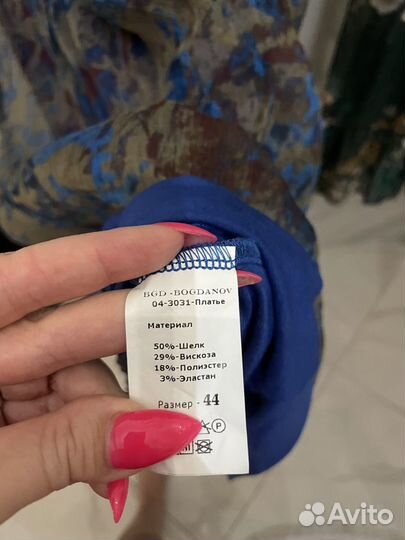 BGD -BOGDANOV
04-3031-Платье
Материал
50%-Шелк
29%-Вискоза
18%-Полиэстер
3%-Эластан
Размер - 44
P
Avito